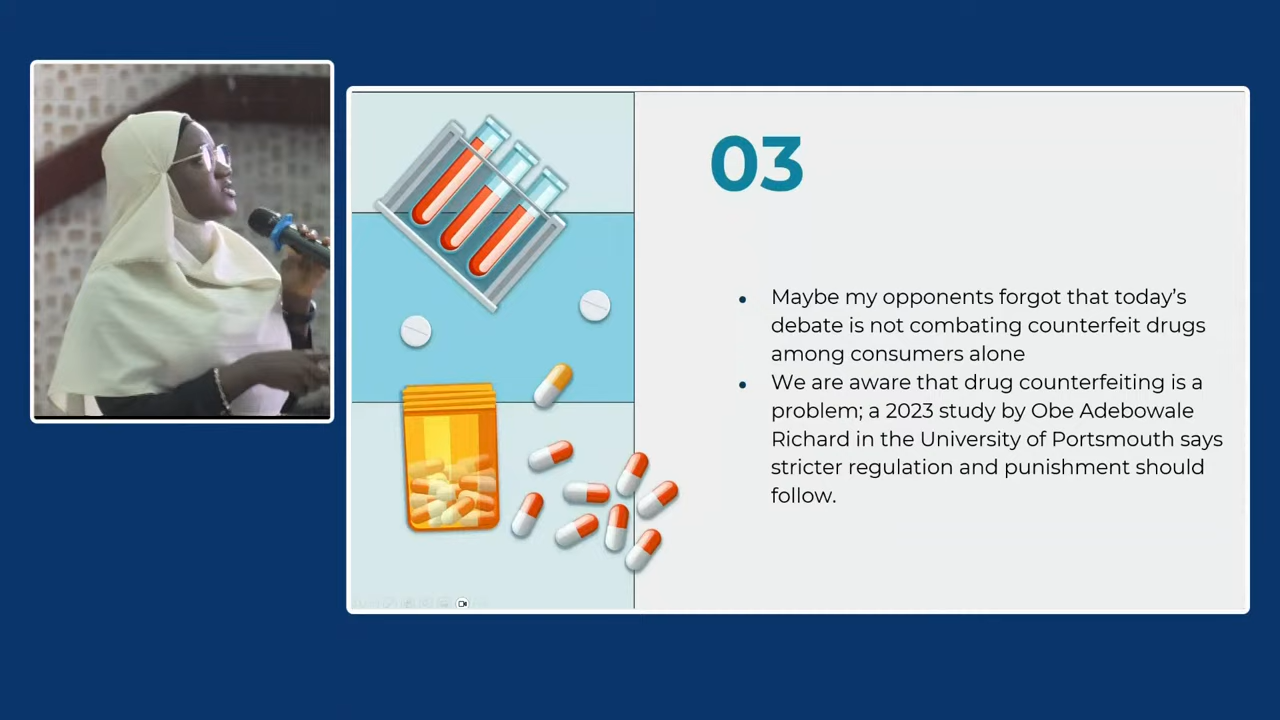 03
Maybe my opponents forgot that today's
debate is not combating counterfeit drugs
among consumers alone
We are aware that drug counterfeiting is a
problem; a 2023 study by Obe Adebowale
Richard in the University of Portsmouth says
stricter regulation and punishment should
follow.